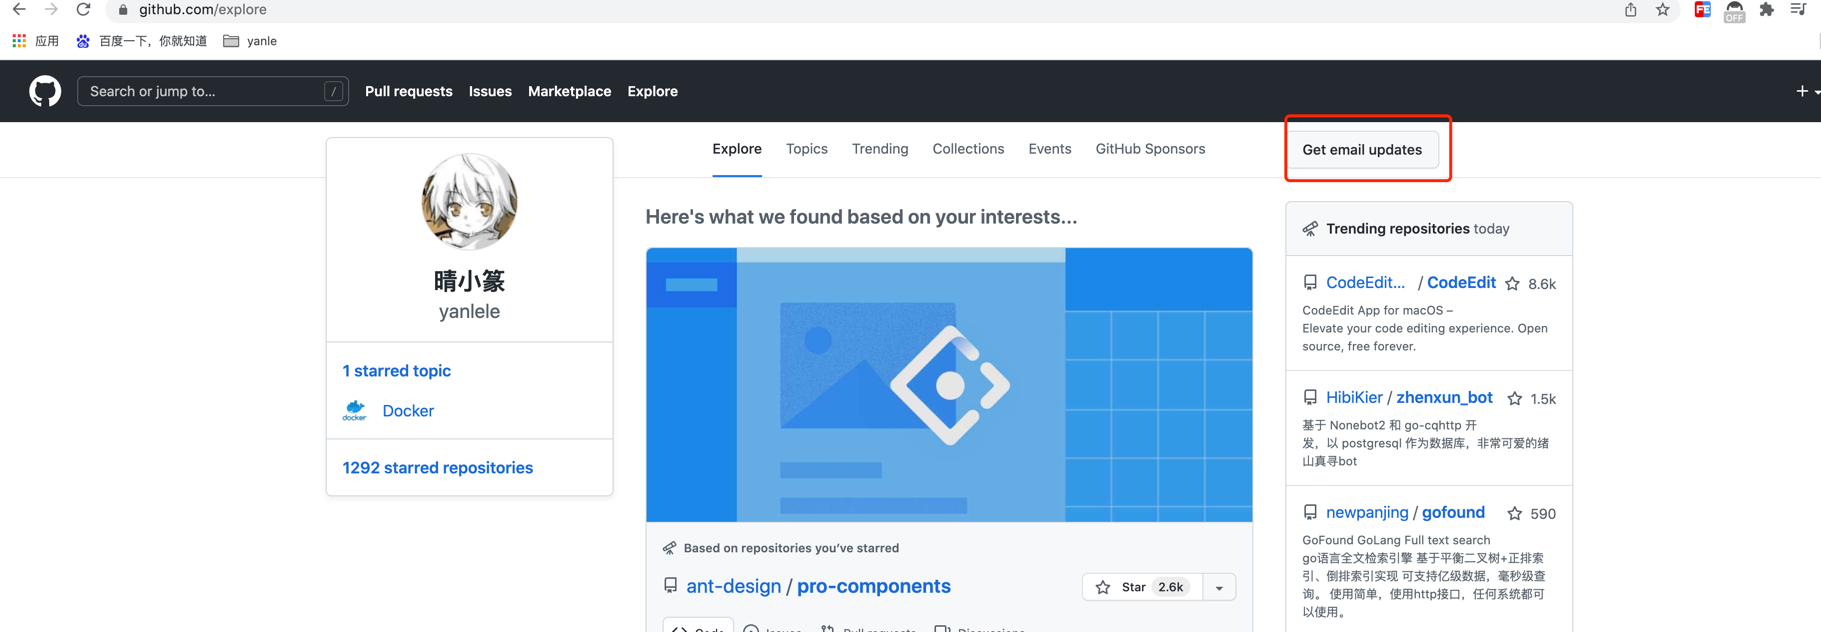 github.com/explore
OFF
应用
百度一下，你就知道
yanle
Search or jump to...
/
Pull requests
Issues
Marketplace
Explore
晴小篆
yanlele
1 starred topic
docker
Docker
1292 starred repositories
Explore
Topics
Trending
Collections
Events
GitHub Sponsors
Get email updates
Here's what we found based on your interests...
Based on repositories you've starred
ant-design / pro-components
Star 2.6k
Code
Issues
Pull requests
Discussions
Trending repositories today
CodeEdit... / CodeEdit 8.6k
CodeEdit App for macOS –
Elevate your code editing experience. Open
source, free forever.
HibiKier / zhenxun_bot 1.5k
基于 Nonebot2 和 go-cqhttp 开
发，以 postgresql 作为数据库，非常可爱的绪
山真寻bot
newpanjing / gofound 590
GoFound GoLang Full text search
go语言全文检索引擎 基于平衡二叉树+正排索
引、倒排索引实现 可支持亿级数据，毫秒级查
询。 使用简单，使用http接口，任何系统都可
以使用。